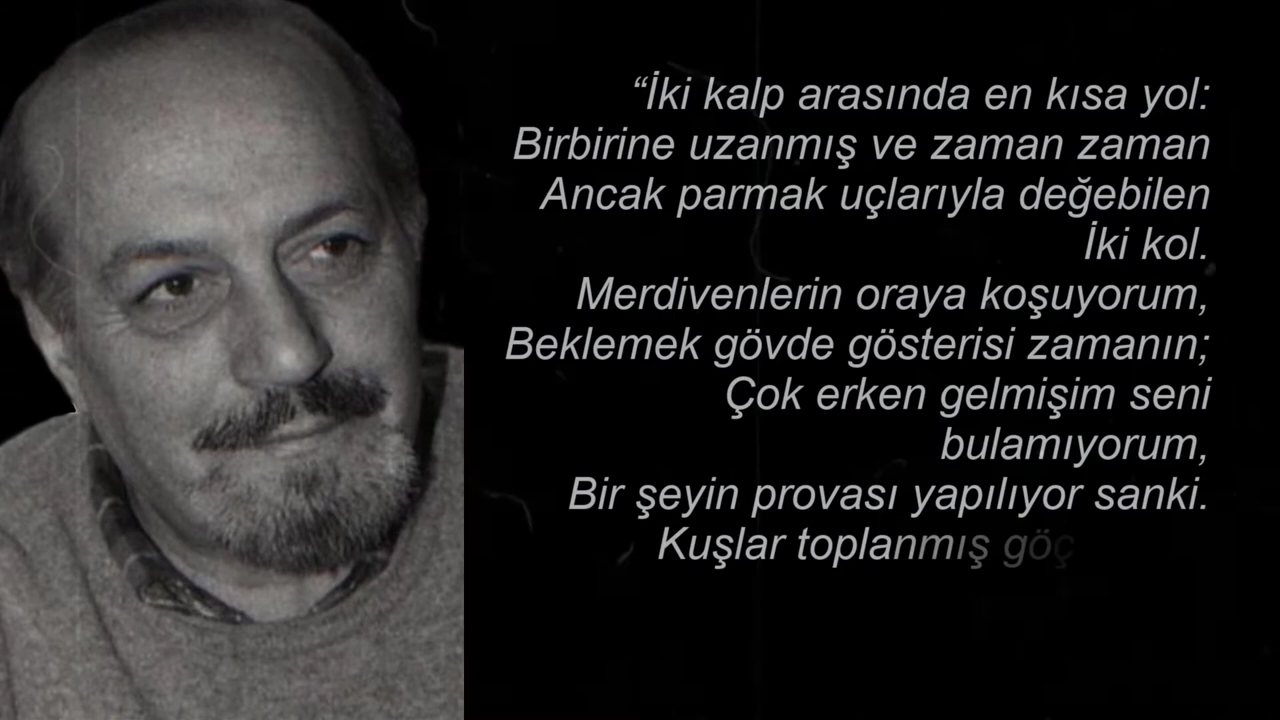 “İki kalp arasında en kısa yol:
Birbirine uzanmış ve zaman zaman
Ancak parmak uçlarıyla değebilen
İki kol.
Merdivenlerin oraya koşuyorum,
Beklemek gövde gösterisi zamanın;
Çok erken gelmişim seni
bulamıyorum,
Bir şeyin provası yapılıyor sanki.
Kuşlar toplanmış göç